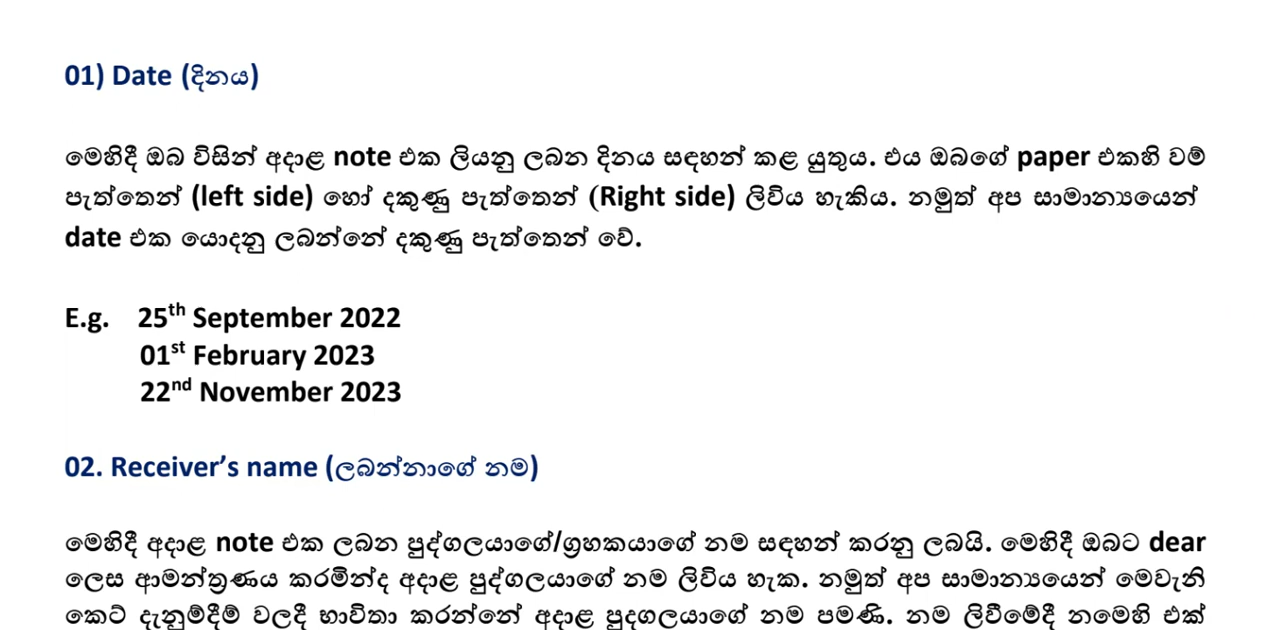 01) Date (දිනය)
මෙහිදී ඔබ විසින් අදාළ note එක ලියනු ලබන දිනය සඳහන් කළ යුතුය. එය ඔබගේ paper එකහි වම්
පැත්තෙන් (left side) හෝ දකුණු පැත්තෙන් (Right side) ලිවිය හැකිය. නමුත් අප සාමාන්‍යයෙන්
date එක යොදනු ලබන්නේ දකුණු පැත්තෙන් වේ.
E.g. 25th September 2022
01st February 2023
22nd November 2023
02. Receiver’s name (ලබන්නාගේ නම)
මෙහිදී අදාළ note එක ලබන පුද්ගලයාගේ/ග්‍රහකයාගේ නම සඳහන් කරනු ලබයි. මෙහිදී ඔබට dear
ලෙස ආමන්ත්‍රණය කරමින්ද අදාළ පුද්ගලයාගේ නම ලිවිය හැක. නමුත් අප සාමාන්‍යයෙන් මෙවැනි
කෙටි දැනුම්දීම් වලදී භාවිතා කරන්නේ අදාළ පුදගලයාගේ නම පමණි. නම ලිවීමේදී නමෙහි එක්